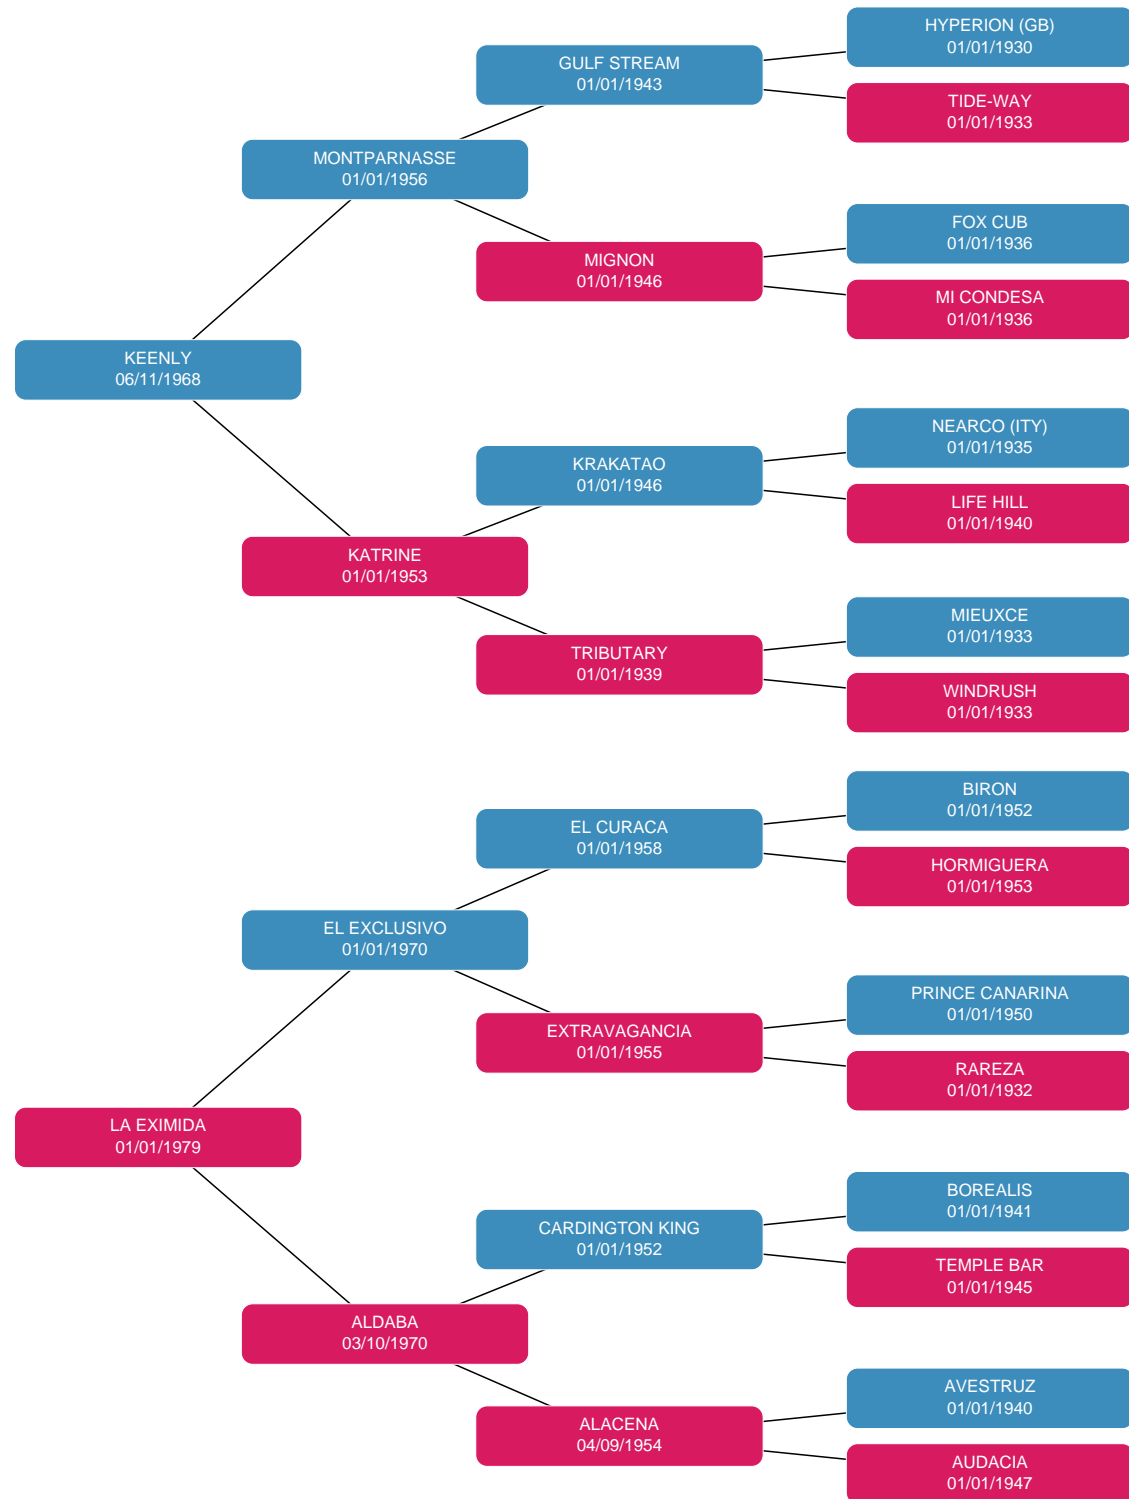 HYPERION (GB)
01/01/1930
GULF STREAM
01/01/1943
TIDE-WAY
01/01/1933
MONTPARNASSE
01/01/1956
FOX CUB
01/01/1936
MIGNON
01/01/1946
MI CONDESA
01/01/1936
KEENLY
06/11/1968
NEARCO (ITY)
01/01/1935
KRAKATAO
01/01/1946
LIFE HILL
01/01/1940
KATRINE
01/01/1953
MIEUXCE
01/01/1933
TRIBUTARY
01/01/1939
WINDRUSH
01/01/1933
BIRON
01/01/1952
EL CURACA
01/01/1958
HORMIGUERA
01/01/1953
EL EXCLUSIVO
01/01/1970
PRINCE CANARINA
01/01/1950
EXTRAVAGANCIA
01/01/1955
RAREZA
01/01/1932
LA EXIMIDA
01/01/1979
BOREALIS
01/01/1941
CARDINGTON KING
01/01/1952
TEMPLE BAR
01/01/1945
ALDABA
03/10/1970
AVESTRUZ
01/01/1940
ALACENA
04/09/1954
AUDACIA
01/01/1947